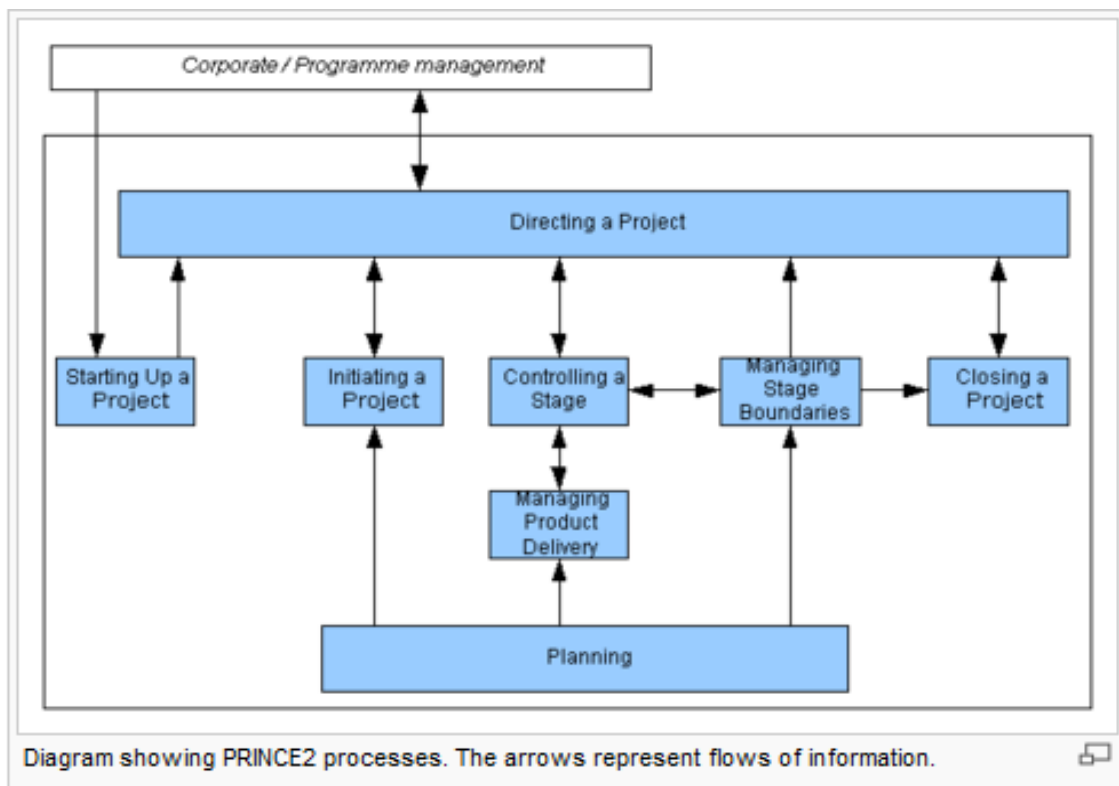 Corporate / Programme management
Directing a Project
Starting Up a
Project
Initiating a
Project
Controlling a
Stage
Managing
Stage
Boundaries
Closing a
Project
Managing
Product
Delivery
Planning
Diagram showing PRINCE2 processes. The arrows represent flows of information.